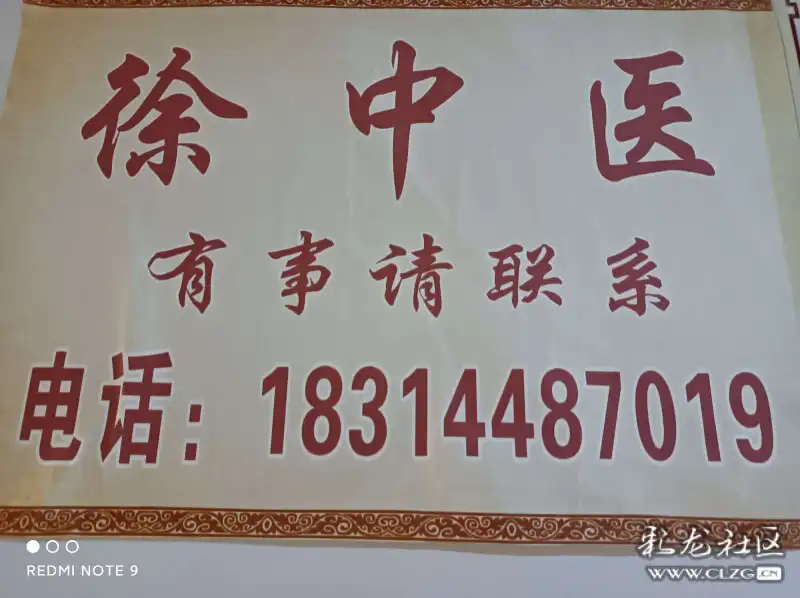 徐中医
有事请联系
电话：18314487019
REDMI NOTE 9
彩龙社区
WWW.CLZG.CN